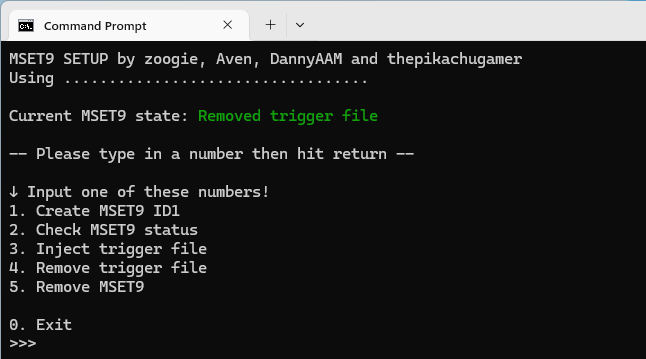 Command Prompt
MSET9 SETUP by zoogie, Aven, DannyAAM and thepikachugamer
Using ..................................
Current MSET9 state: Removed trigger file
-- Please type in a number then hit return --
↓ Input one of these numbers!
1. Create MSET9 ID1
2. Check MSET9 status
3. Inject trigger file
4. Remove trigger file
5. Remove MSET9
0. Exit
>>>